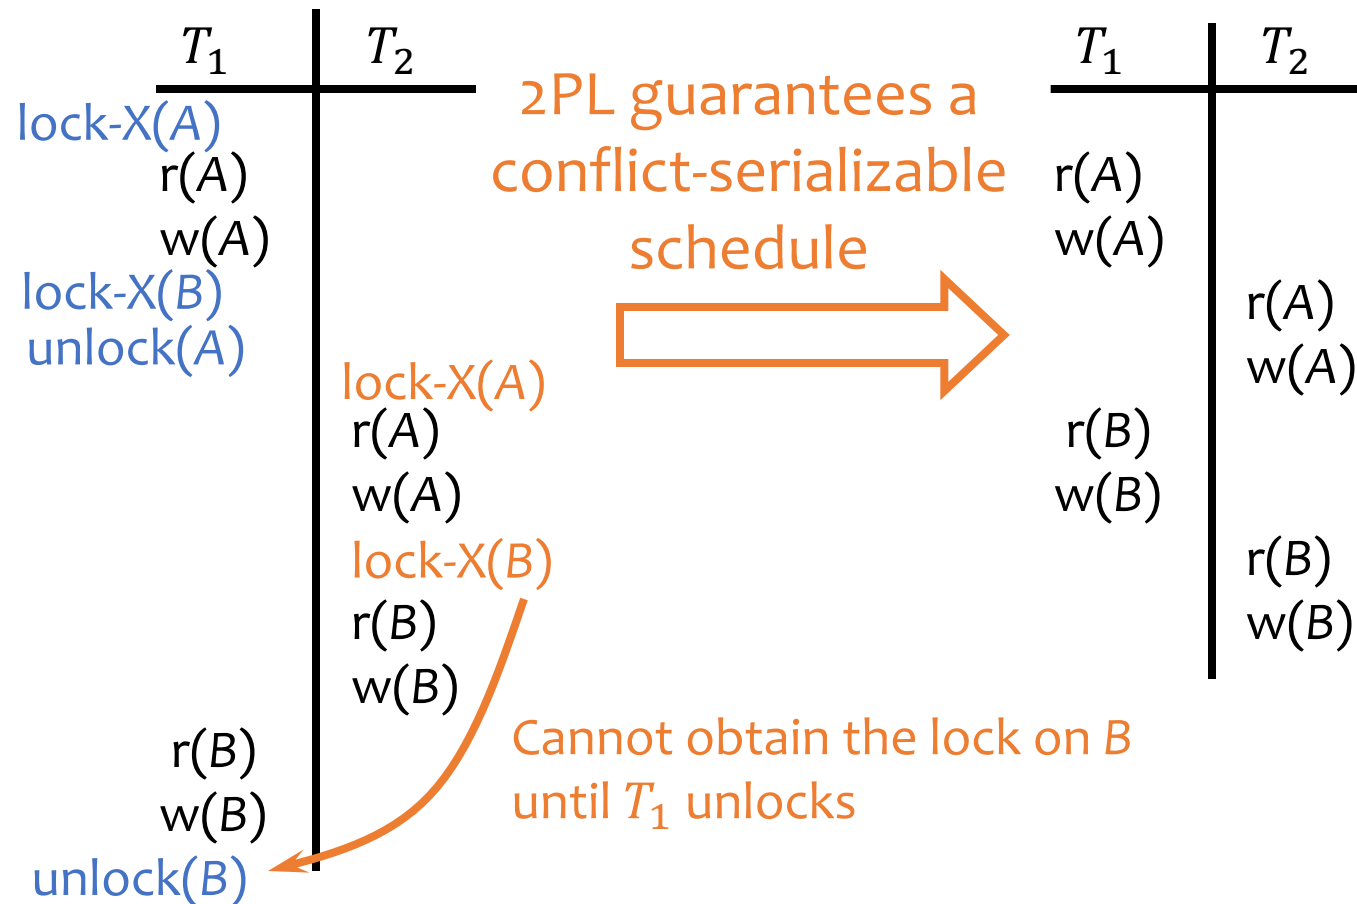 T₁ T₂
lock-X(A)
r(A)
w(A)
lock-X(B)
unlock(A)
lock-X(A)
r(A)
w(A)
lock-X(B)
r(B)
w(B)
r(B)
w(B)
unlock(B)
2PL guarantees a
conflict-serializable
schedule
Cannot obtain the lock on B
until T₁ unlocks
T₁ T₂
r(A)
w(A)
r(A)
w(A)
r(B)
w(B)
r(B)
w(B)